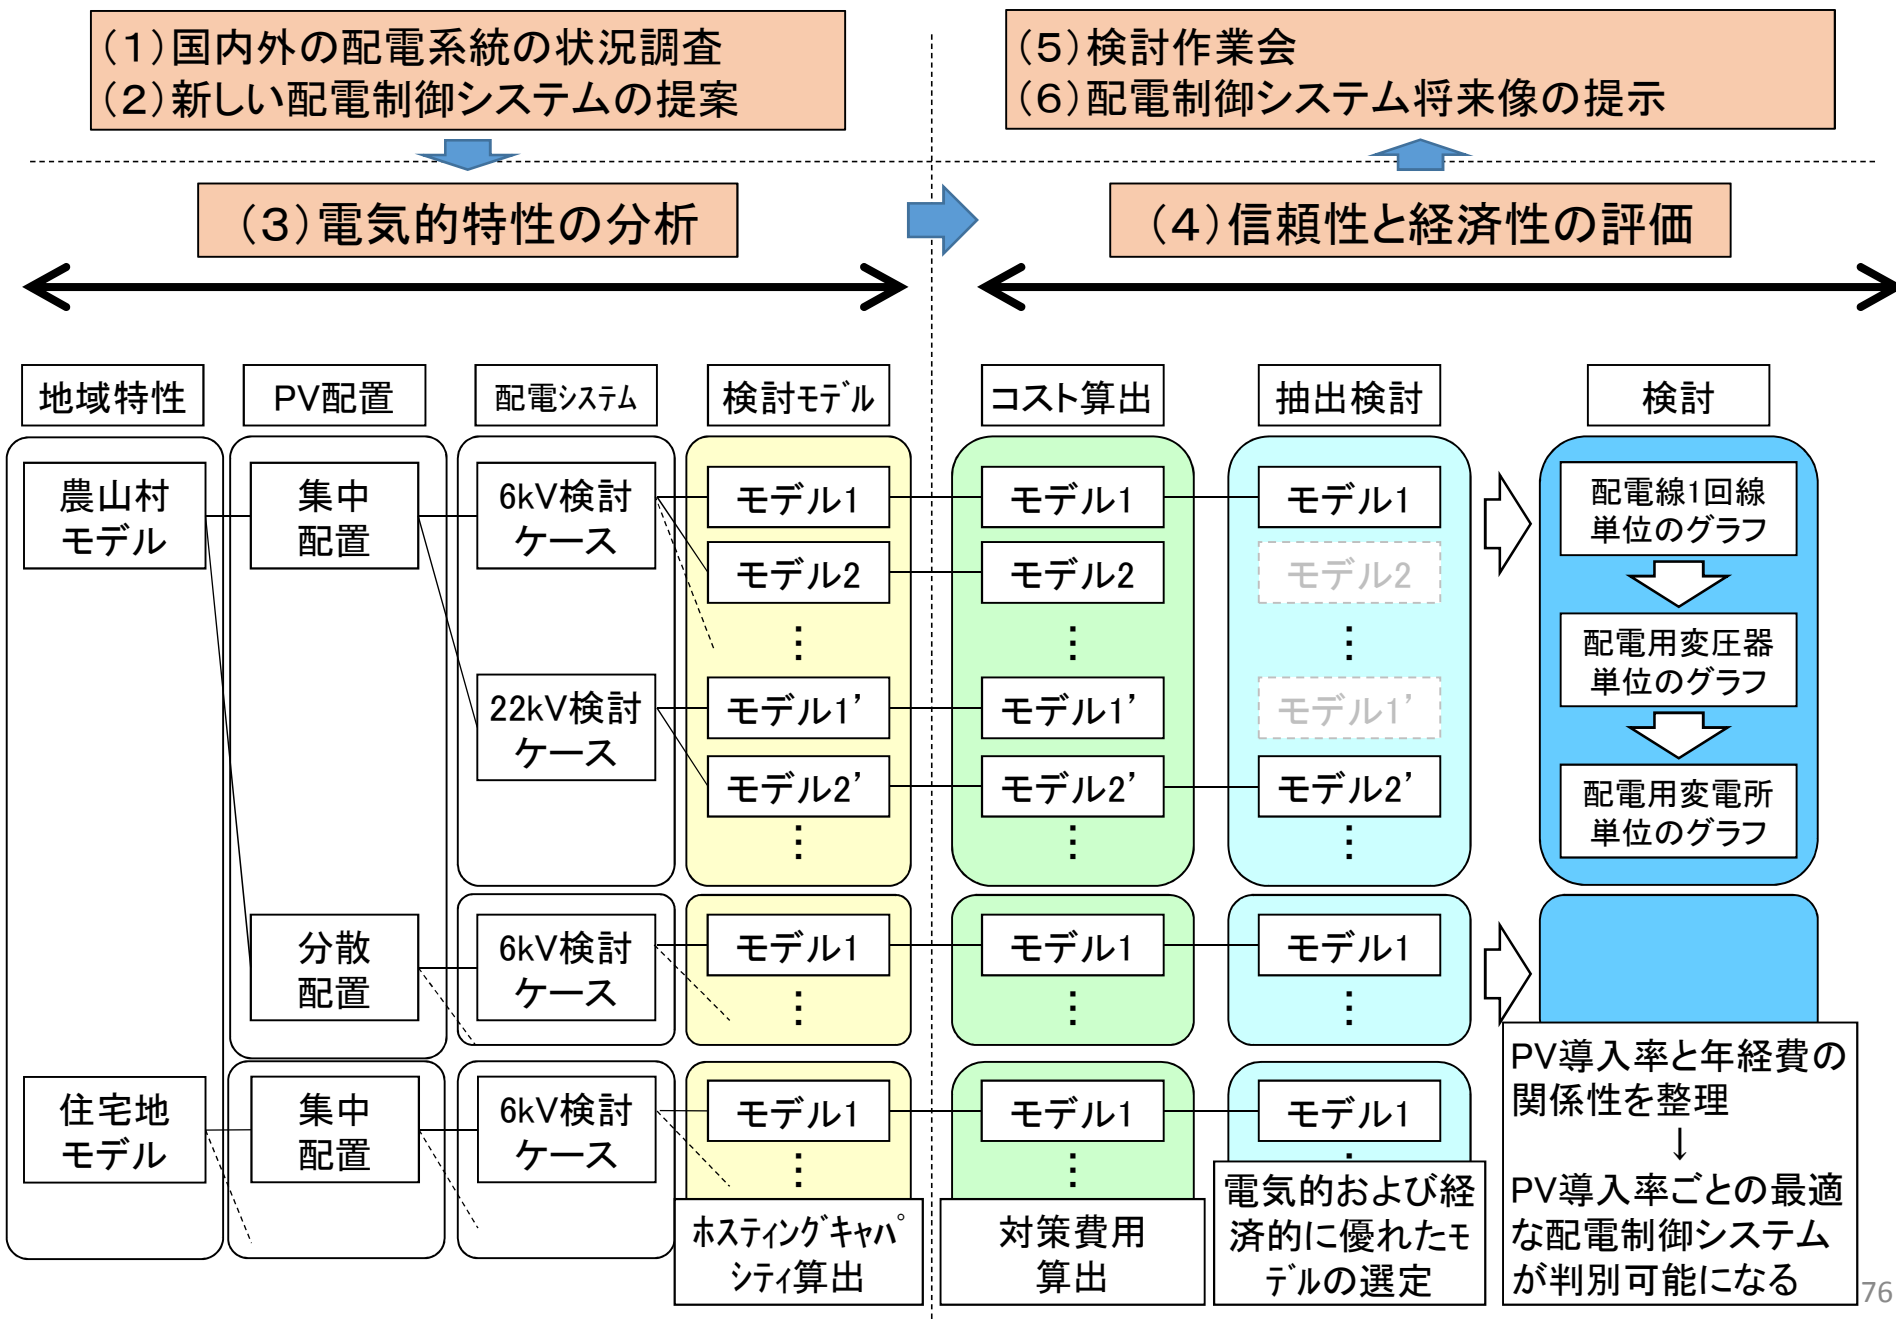 (１)国内外の配電系統の状況調査
(２)新しい配電制御システムの提案
(５)検討作業会
(６)配電制御システム将来像の提示
(３)電気的特性の分析
(４)信頼性と経済性の評価
地域特性
PV配置
配電ｼｽﾃﾑ
検討ﾓﾃﾞﾙ
コスト算出
抽出検討
検討
農山村
モデル
集中
配置
6kV検討
ケース
モデル1
モデル2
⋮
22kV検討
ケース
モデル1’
モデル2’
⋮
モデル1
モデル2
⋮
モデル1’
モデル2’
⋮
モデル1
モデル2
⋮
モデル1’
モデル2’
⋮
配電線1回線
単位のグラフ
配電用変圧器
単位のグラフ
配電用変電所
単位のグラフ
分散
配置
6kV検討
ケース
モデル1
⋮
モデル1
⋮
モデル1
⋮
住宅地
モデル
集中
配置
6kV検討
ケース
モデル1
⋮
モデル1
⋮
モデル1
ﾎｽﾃｨﾝｸﾞｷｬﾊﾟ
ｼﾃｨ算出
対策費用
算出
電気的および経
済的に優れたﾓ
ﾃﾞﾙの選定
PV導入率と年経費の
関係性を整理
↓
PV導入率ごとの最適
な配電制御システム
が判別可能になる
76